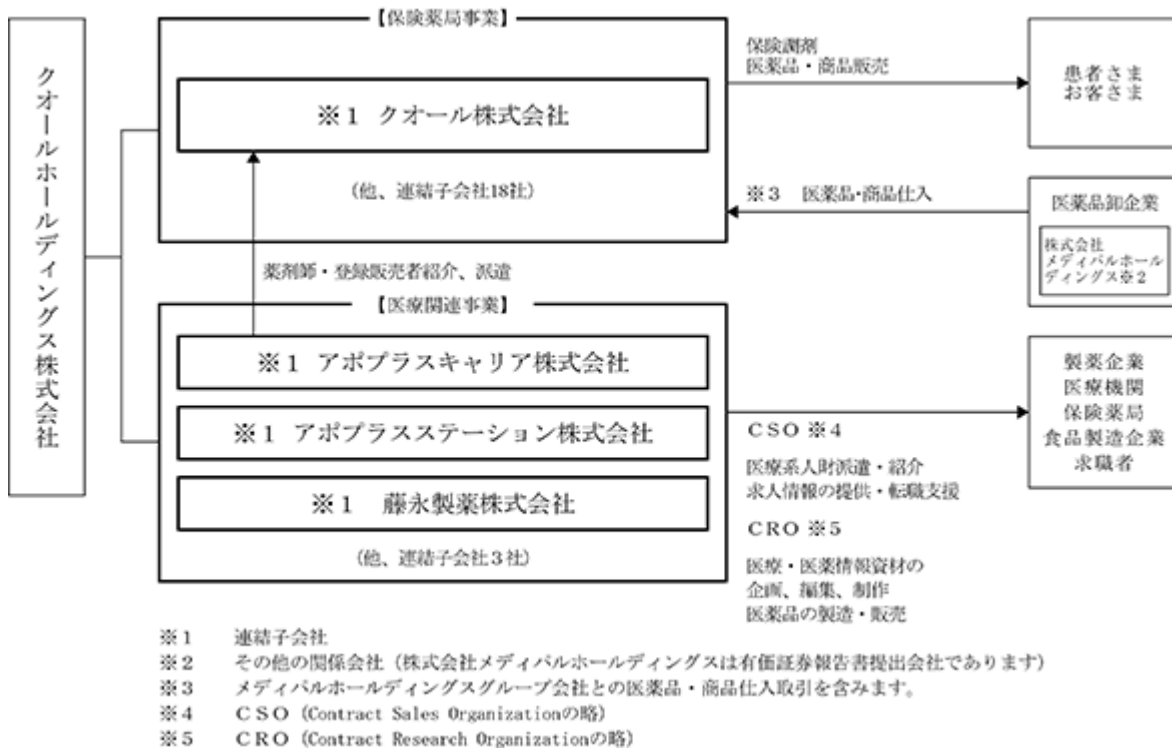 クオールホールディングス株式会社
【保険薬局事業】
※1 クオール株式会社
(他、連結子会社18社)
保険調剤
医薬品・商品販売
患者さま
お客さま
※3 医薬品・商品仕入
医薬品卸企業
株式会社
メディパルホール
ディングス※2
薬剤師・登録販売者紹介、派遣
【医療関連事業】
※1 アポプラスキャリア株式会社
※1 アポプラスステーション株式会社
※1 藤永製薬株式会社
(他、連結子会社3社)
CSO ※4
医療系人財派遣・紹介
求人情報の提供・転職支援
CRO ※5
医療・医薬情報資材の
企画、編集、制作
医薬品の製造・販売
製薬企業
医療機関
保険薬局
食品製造企業
求職者
※1 連結子会社
※2 その他の関係会社(株式会社メディパルホールディングスは有価証券報告書提出会社であります)
※3 メディパルホールディングスグループ会社との医薬品・商品仕入取引を含みます。
※4 CSO(Contract Sales Organizationの略)
※5 CRO(Contract Research Organizationの略)